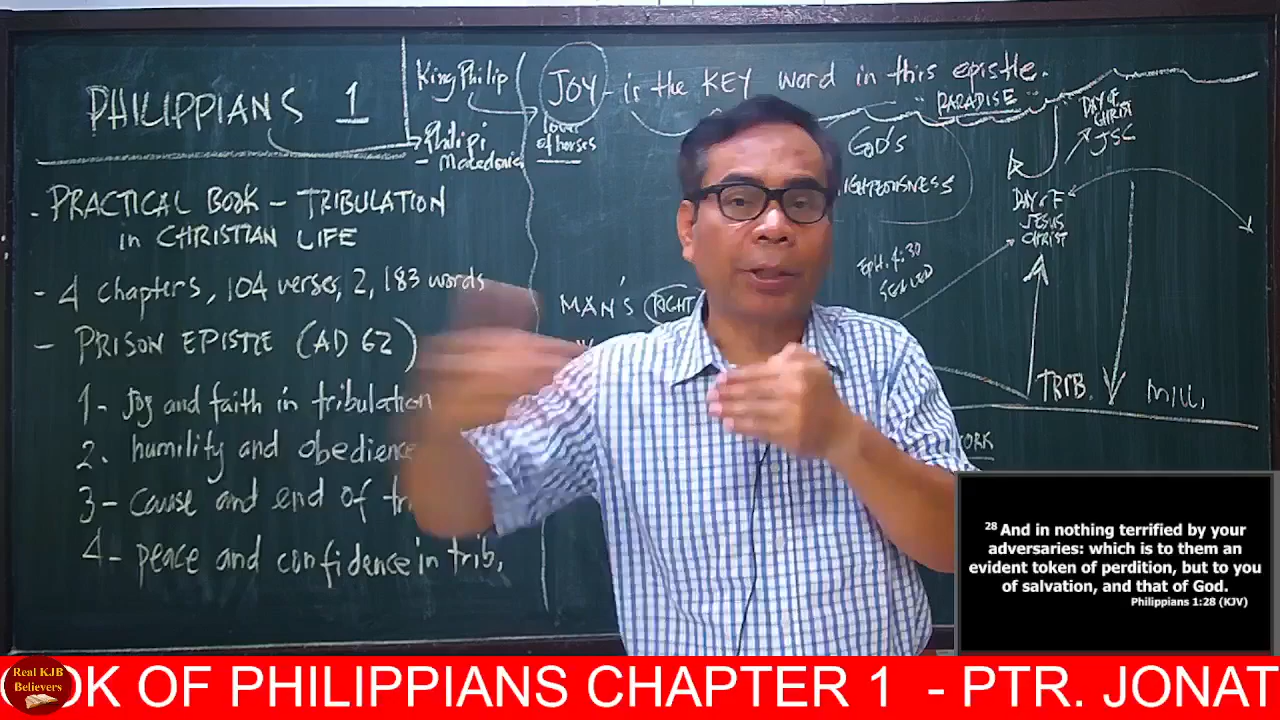 PHILIPPIANS 1
King Philip
lover
of horses
Philipi
- Macedonia
JOY - is the KEY word in this epistle.
- PRACTICAL BOOK - TRIBULATION
in CHRISTIAN LIFE
- 4 chapters, 104 verses, 2,183 words
- PRISON EPISTLE (AD 62)
1- joy and faith in tribulation
2. humility and obedience
3- cause and end of
4- peace and confidence in trib.
"PARADISE"
GOD'S
IGHTEOUSNESS
MAN'S RIGHT
Eph. 4:30
SEALED
DAY OF
CHRIST
JSC
DAY OF
JESUS
CHRIST
TRIB.
MILL.
ORK
28 And in nothing terrified by your
adversaries: which is to them an
evident token of perdition, but to you
of salvation, and that of God.
Philippians 1:28 (KJV)
Real KJB
Believers
OK OF PHILIPPIANS CHAPTER 1 - PTR. JONAT